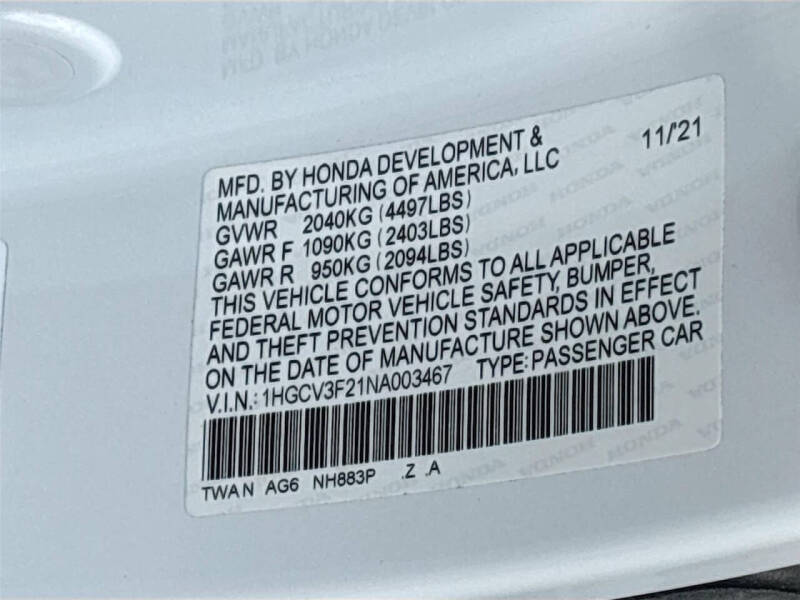 MFD. BY HONDA DEVELOPMENT & 11/'21
MANUFACTURING OF AMERICA, LLC
GVWR 2040KG (4497LBS)
GAWR F 1090KG (2403LBS)
GAWR R 950KG (2094LBS)
THIS VEHICLE CONFORMS TO ALL APPLICABLE
FEDERAL MOTOR VEHICLE SAFETY, BUMPER,
AND THEFT PREVENTION STANDARDS IN EFFECT
ON THE DATE OF MANUFACTURE SHOWN ABOVE.
V.I.N.: 1HGCV3F21NA003467 TYPE: PASSENGER CAR
TWA N AG6 NH883P .Z .A